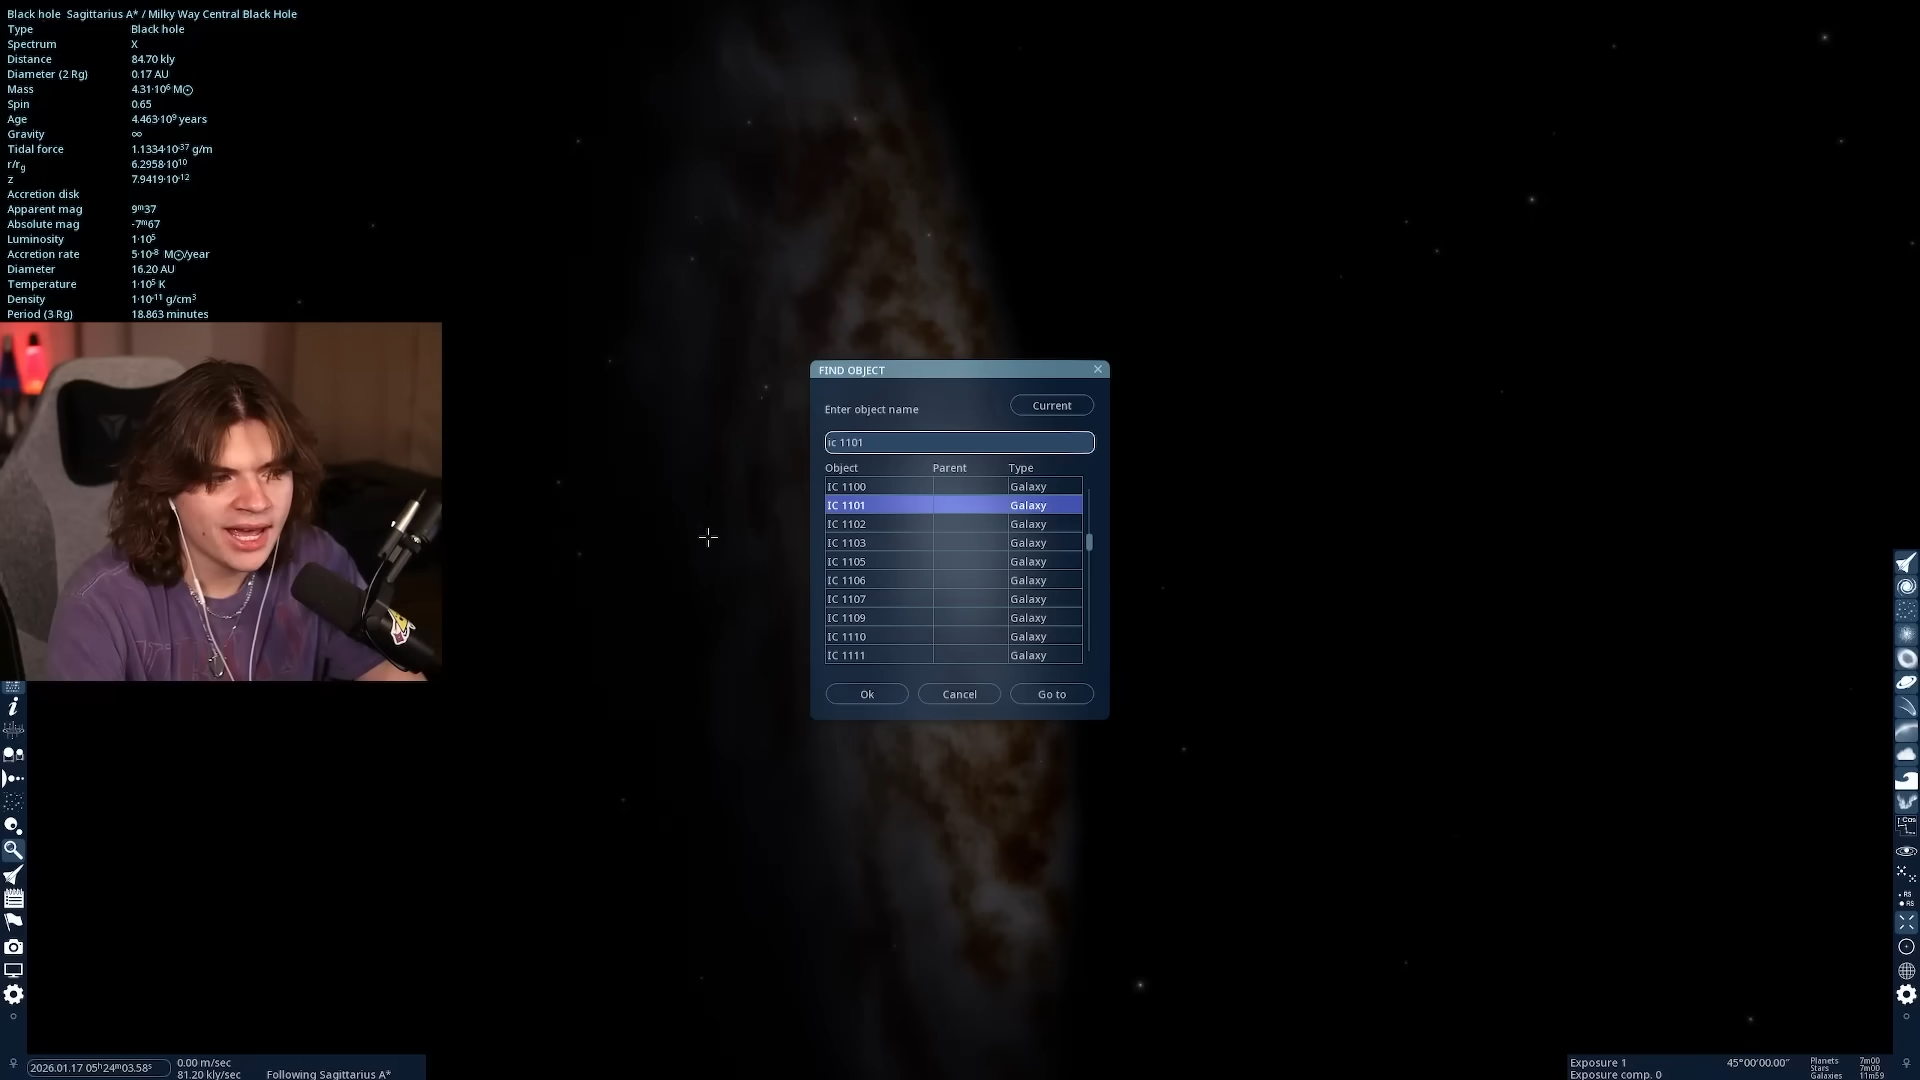 Black hole Sagittarius A* / Milky Way Central Black Hole
Type Black hole
Spectrum X
Distance 84.70 kly
Diameter (2 Rg) 0.17 AU
Mass 4.31·10⁶ M☉
Spin 0.65
Age 4.463·10⁹ years
Gravity ∞
Tidal force 1.1334·10⁻³⁷ g/m
r/rg 6.2958·10¹⁰
z 7.9419·10⁻¹²
Accretion disk
Apparent mag 9ᵐ37
Absolute mag -7ᵐ67
Luminosity 1·10⁵
Accretion rate 5·10⁻⁸ M☉/year
Diameter 16.20 AU
Temperature 1·10⁵ K
Density 1·10⁻¹¹ g/cm³
Period (3 Rg) 18.863 minutes
FIND OBJECT
Enter object name Current
ic 1101
Object Parent Type
IC 1100 Galaxy
IC 1101 Galaxy
IC 1102 Galaxy
IC 1103 Galaxy
IC 1105 Galaxy
IC 1106 Galaxy
IC 1107 Galaxy
IC 1109 Galaxy
IC 1110 Galaxy
IC 1111 Galaxy
Ok Cancel Go to
Cas
RS
RS
2026.01.17 05ʰ24ᵐ03.58ˢ
0.00 m/sec
81.20 kly/sec Following Sagittarius A*
Exposure 1 45°00'00.00"
Exposure comp. 0
Planets 7m00
Stars 7m00
Galaxies 11m59